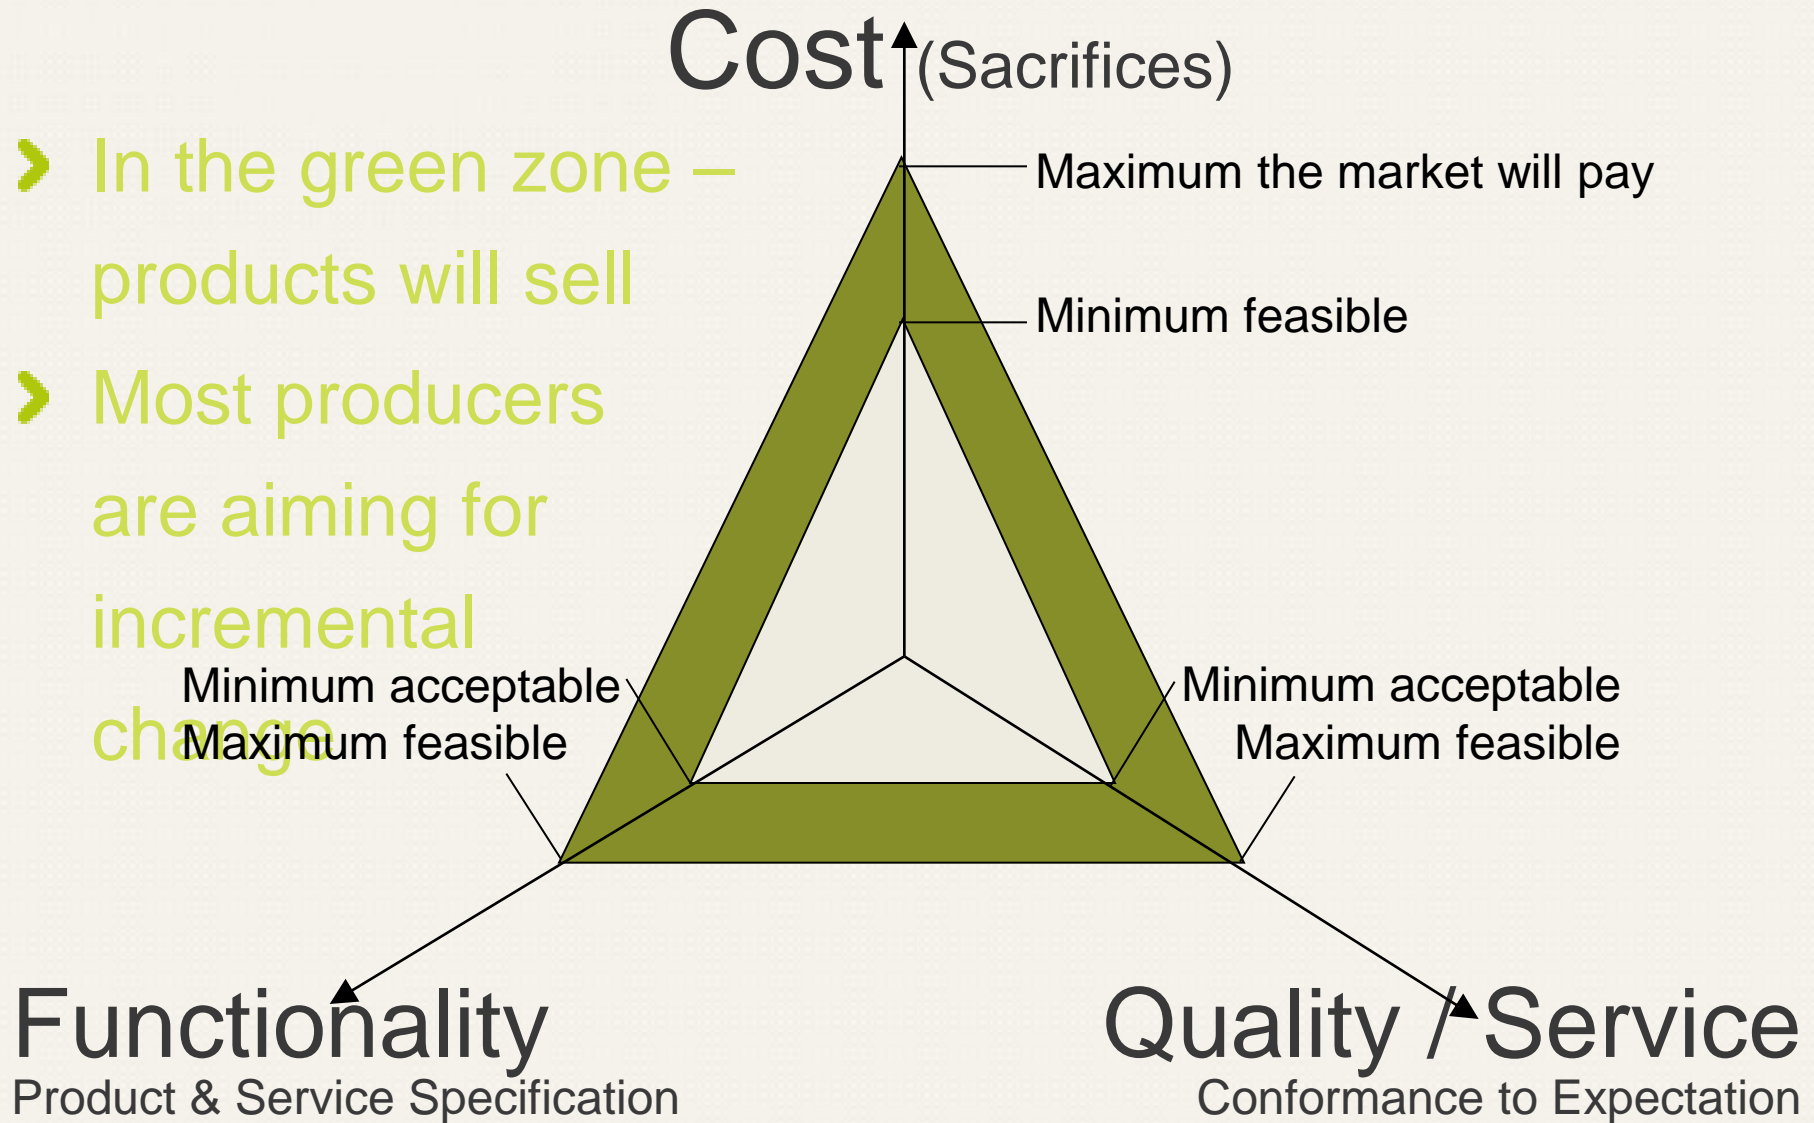 Cost (Sacrifices)
In the green zone –
products will sell
Most producers
are aiming for
incremental
change
Maximum the market will pay
Minimum feasible
Minimum acceptable
Maximum feasible
Minimum acceptable
Maximum feasible
Functionality
Product & Service Specification
Quality / Service
Conformance to Expectation